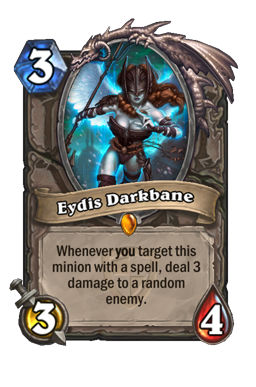 3
Eydis Darkbane
Whenever you target this
minion with a spell, deal 3
damage to a random
enemy.
3
4